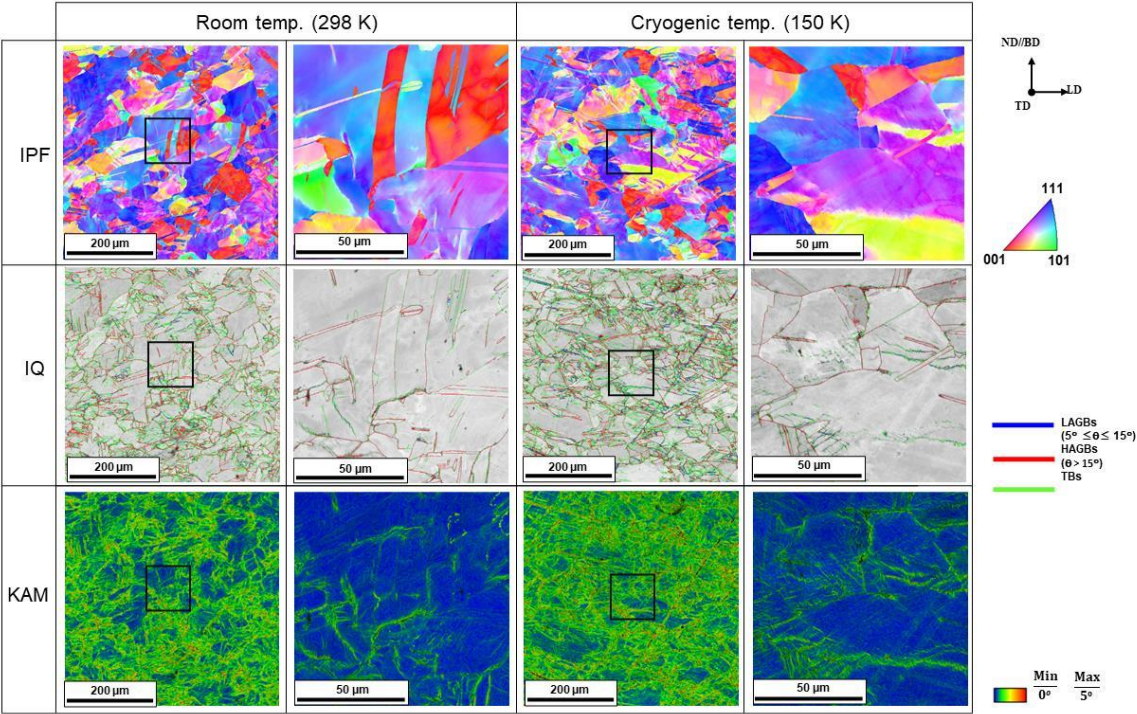 Room temp. (298 K)
Cryogenic temp. (150 K)
ND//BD
LD
TD
IPF
200 µm
50 µm
200 µm
50 µm
111
001
101
IQ
200 µm
50 µm
200 µm
50 µm
LAGBs
(5° ≤ θ ≤ 15°)
HAGBs
(θ > 15°)
TBs
KAM
200 µm
50 µm
200 µm
50 µm
Min
Max
0°
5°